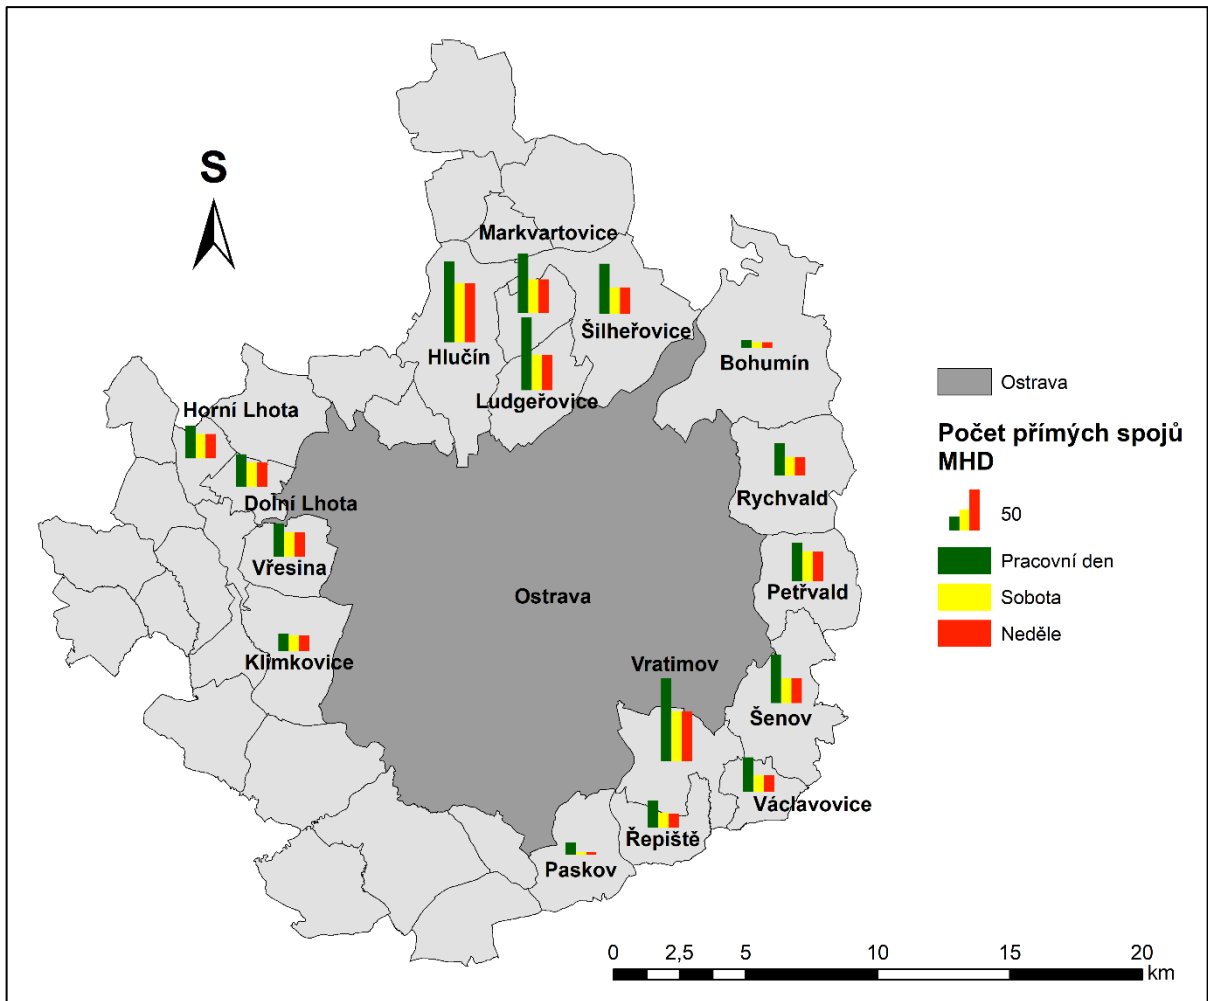 S
Markvartovice
Šilheřovice
Hlučín
Bohumín
Ludgeřovice
Horní Lhota
Dolní Lhota
Rychvald
Vřesina
Petřvald
Ostrava
Klimkovice
Vratimov
Šenov
Václavovice
Řepiště
Paskov
Ostrava
Počet přímých spojů
MHD
50
Pracovní den
Sobota
Neděle
0 2,5 5 10 15 20
km